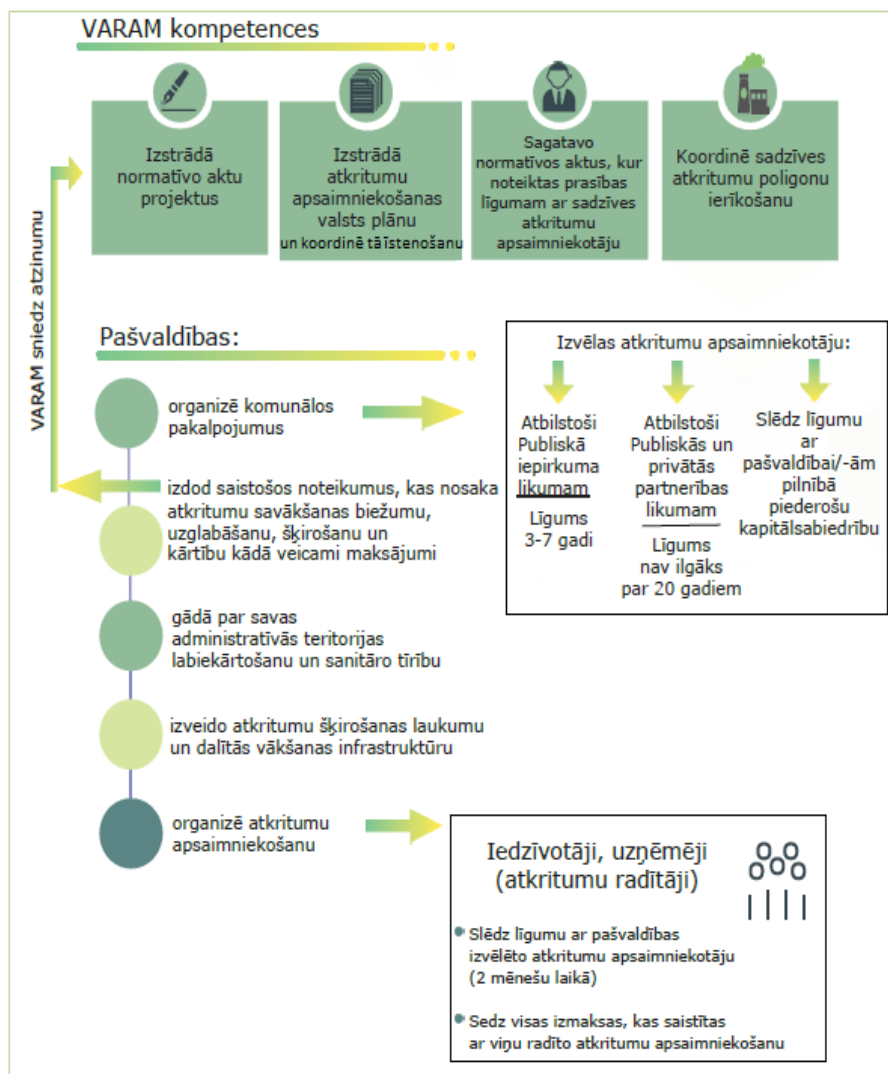 VARAM kompetences
Izstrādā
normatīvo aktu
projektus
Izstrādā
atkritumu
apsaimniekošanas
valsts plānu
un koordinē tā īstenošanu
Sagatavo
normatīvos aktus, kur
noteiktas prasības
līgumam ar sadzīves
atkritumu
apsaimniekotāju
Koordinē sadzīves
atkritumu poligonu
ierīkošanu
VARAM sniedz atzinumu
Pašvaldības:
organizē komunālos
pakalpojumus
izdod saistošos noteikumus, kas nosaka
atkritumu savākšanas biežumu,
uzglabāšanu, šķirošanu un
kārtību kādā veicami maksājumi
gādā par savas
administratīvās teritorijas
labiekārtošanu un sanitāro tīrību
izveido atkritumu šķirošanas laukumu
un dalītās vākšanas infrastruktūru
organizē atkritumu
apsaimniekošanu
Izvēlas atkritumu apsaimniekotāju:
Atbilstoši
Publiskā
iepirkuma
likumam
Līgums
3-7 gadi
Atbilstoši
Publiskās un
privātās
partnerības
likumam
Līgums
nav ilgāks
par 20 gadiem
Slēdz līgumu
ar
pašvaldībai/-ām
pilnībā
piederošu
kapitālsabiedrību
Iedzīvotāji, uzņēmēji
(atkritumu radītāji)
Slēdz līgumu ar pašvaldības
izvēlēto atkritumu apsaimniekotāju
(2 mēnešu laikā)
Sedz visas izmaksas, kas saistītas
ar viņu radīto atkritumu apsaimniekošanu